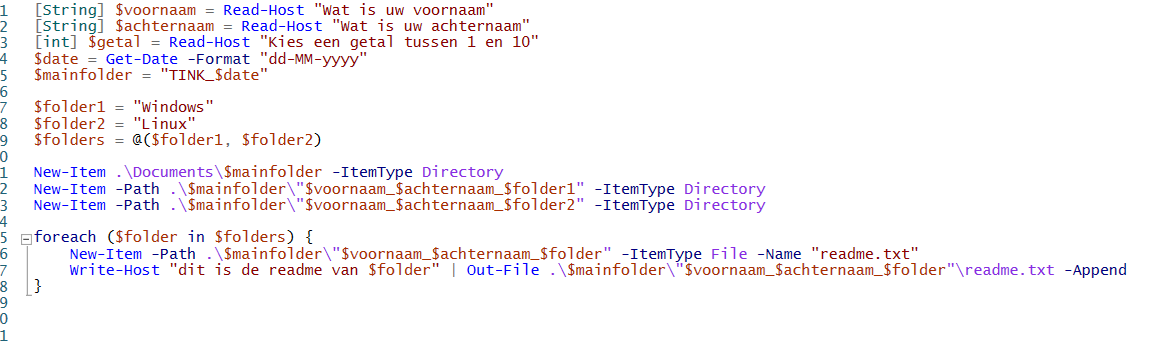 1 [String] $voornaam = Read-Host "Wat is uw voornaam"
2 [String] $achternaam = Read-Host "Wat is uw achternaam"
3 [int] $getal = Read-Host "Kies een getal tussen 1 en 10"
4 $date = Get-Date -Format "dd-MM-yyyy"
5 $mainfolder = "TINK_$date"
6
7 $folder1 = "Windows"
8 $folder2 = "Linux"
9 $folders = @($folder1, $folder2)
0
1 New-Item .\Documents\$mainfolder -ItemType Directory
2 New-Item -Path .\$mainfolder\"$voornaam_$achternaam_$folder1" -ItemType Directory
3 New-Item -Path .\$mainfolder\"$voornaam_$achternaam_$folder2" -ItemType Directory
4
5 foreach ($folder in $folders) {
6     New-Item -Path .\$mainfolder\"$voornaam_$achternaam_$folder" -ItemType File -Name "readme.txt"
7     Write-Host "dit is de readme van $folder" | Out-File .\$mainfolder\"$voornaam_$achternaam_$folder"\readme.txt -Append
8 }
9
0
1